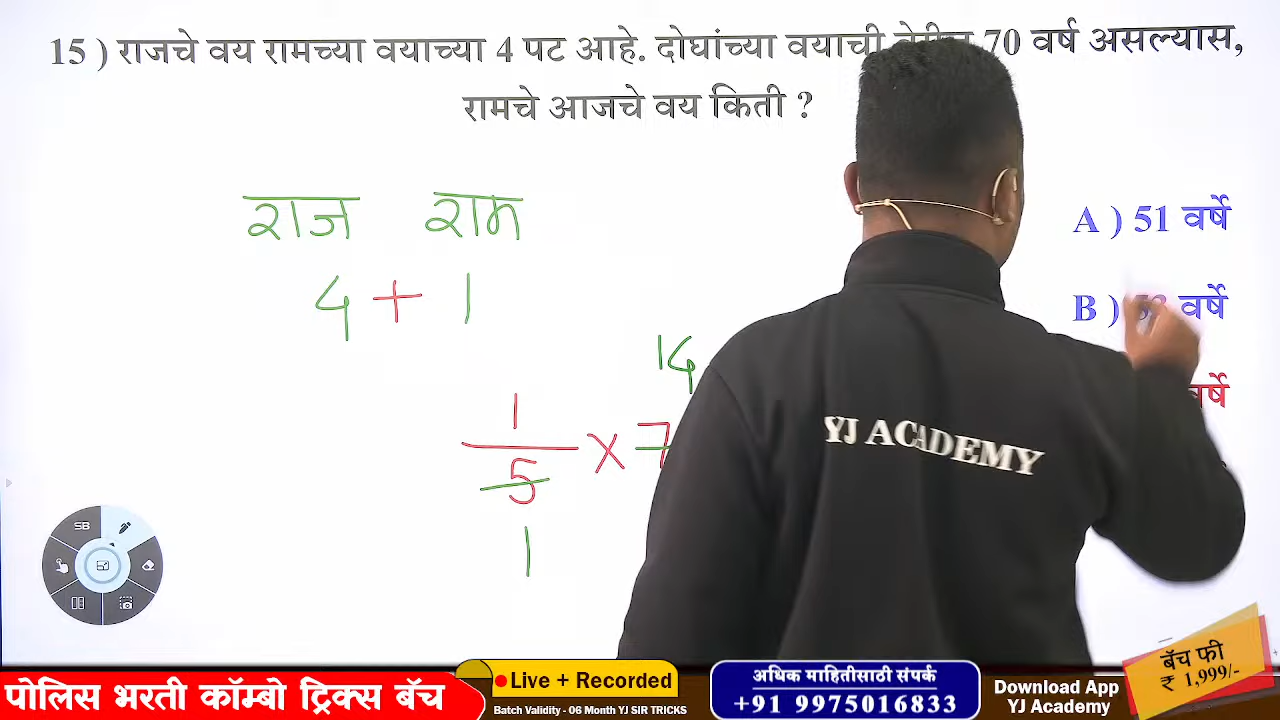 15 ) राजचे वय रामच्या वयाच्या 4 पट आहे. दोघांच्या वयाची 70 वर्ष असल्यास,
रामचे आजचे वय किती ?
राज राम
4 + 1
A ) 51 वर्षे
B ) वर्षे
वर्षे
14
1
5
× 7
1
YJ ACADEMY
SB
पोलिस भरती कॉम्बो ट्रिक्स बॅच
Live + Recorded
Batch Validity - 06 Month YJ SIR TRICKS
अधिक माहितीसाठी संपर्क
+91 9975016833
Download App
YJ Academy
बॅच फी
₹ 1,999/-